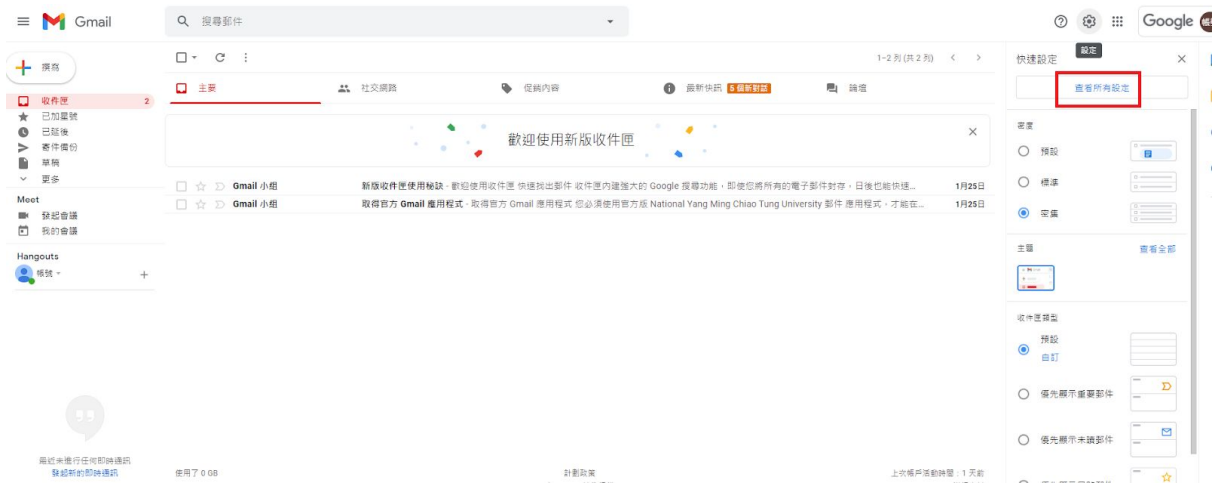 Gmail
搜尋郵件
Google
設定
撰寫
收件匣 2
已加星號
已延後
寄件備份
草稿
更多
Meet
發起會議
我的會議
Hangouts
帳號
最近未進行任何即時通訊
發起新的即時通訊
1-2 列 (共 2 列)
主要
社交網路
促銷內容
最新快訊 5 個新對話
論壇
歡迎使用新版收件匣
Gmail 小組 新版收件匣使用秘訣 - 歡迎使用收件匣 快速找出郵件 收件匣內建強大的 Google 搜尋功能，即使您將所有的電子郵件封存，日後也能快速... 1月25日
Gmail 小組 取得官方 Gmail 應用程式 - 取得官方 Gmail 應用程式 您必須使用官方版 National Yang Ming Chiao Tung University 郵件 應用程式，才能在... 1月25日
使用了 0 GB
計劃政策
上次帳戶活動時間：1 天前
快速設定
查看所有設定
密度
預設
標準
密集
主題 查看全部
收件匣類型
預設
自訂
優先顯示重要郵件
優先顯示未讀郵件